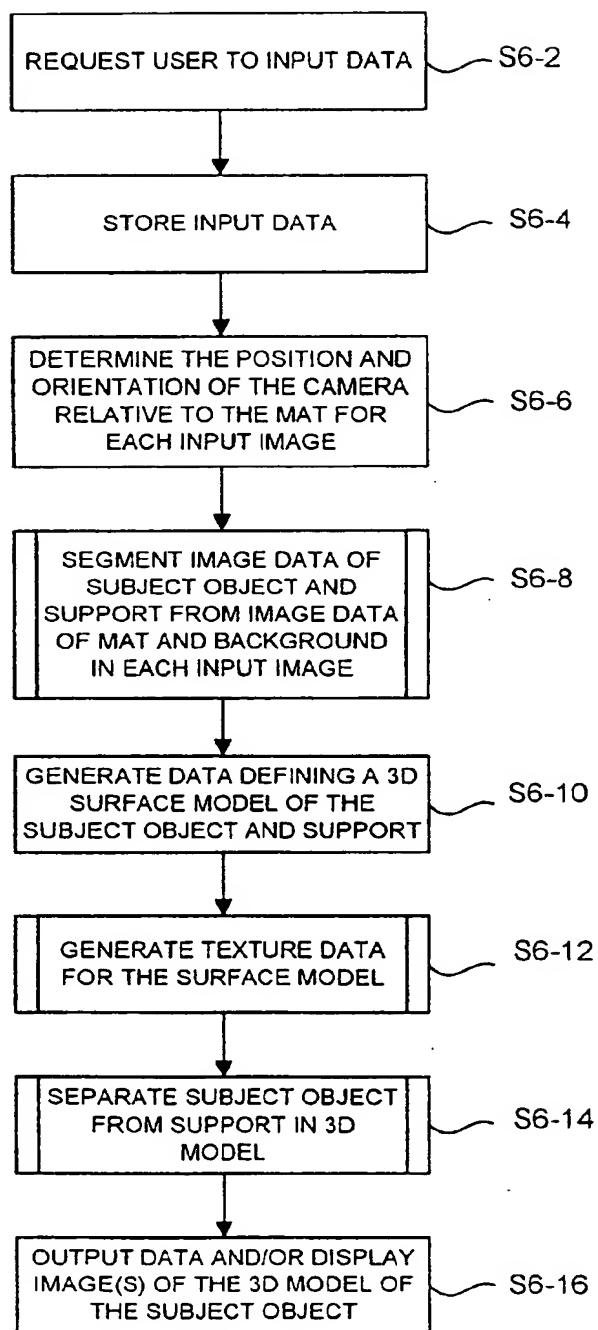 REQUEST USER TO INPUT DATA
S6-2
STORE INPUT DATA
S6-4
DETERMINE THE POSITION AND
ORIENTATION OF THE CAMERA
RELATIVE TO THE MAT FOR
EACH INPUT IMAGE
S6-6
SEGMENT IMAGE DATA OF
SUBJECT OBJECT AND
SUPPORT FROM IMAGE DATA
OF MAT AND BACKGROUND
IN EACH INPUT IMAGE
S6-8
GENERATE DATA DEFINING A 3D
SURFACE MODEL OF THE
SUBJECT OBJECT AND SUPPORT
S6-10
GENERATE TEXTURE DATA
FOR THE SURFACE MODEL
S6-12
SEPARATE SUBJECT OBJECT
FROM SUPPORT IN 3D
MODEL
S6-14
OUTPUT DATA AND/OR DISPLAY
IMAGE(S) OF THE 3D MODEL OF
THE SUBJECT OBJECT
S6-16